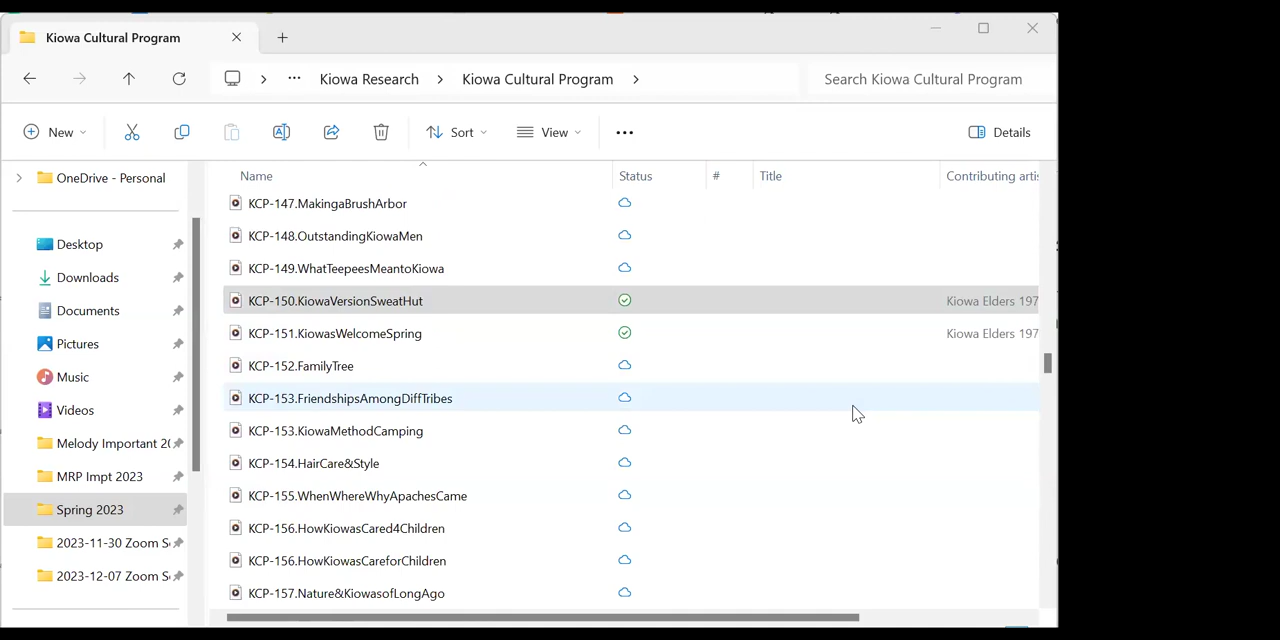 Kiowa Cultural Program
Kiowa Research Kiowa Cultural Program Search Kiowa Cultural Program
New Sort View Details
OneDrive - Personal
Desktop
Downloads
Documents
Pictures
Music
Videos
Melody Important 20
MRP Impt 2023
Spring 2023
2023-11-30 Zoom S
2023-12-07 Zoom S
Name Status # Title Contributing artis
KCP-147.MakingaBrushArbor
KCP-148.OutstandingKiowaMen
KCP-149.WhatTeepeesMeantoKiowa
KCP-150.KiowaVersionSweatHut Kiowa Elders 197
KCP-151.KiowasWelcomeSpring Kiowa Elders 197
KCP-152.FamilyTree
KCP-153.FriendshipsAmongDiffTribes
KCP-153.KiowaMethodCamping
KCP-154.HairCare&Style
KCP-155.WhenWhereWhyApachesCame
KCP-156.HowKiowasCared4Children
KCP-156.HowKiowasCareforChildren
KCP-157.Nature&KiowasofLongAgo